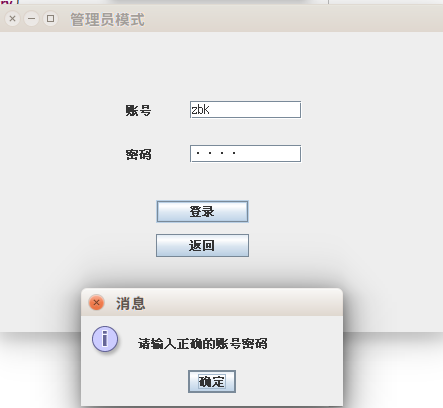 管理员模式
账号 zbk
密码 ····
登录
返回
消息
请输入正确的账号密码
确定